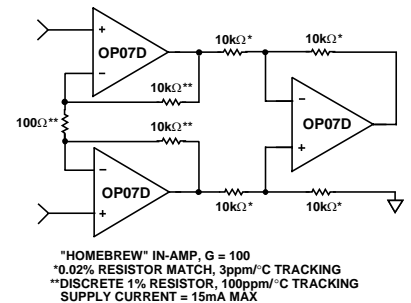 10kΩ*
10kΩ*
+
OP07D
−
10kΩ**
100Ω**
10kΩ**
−
OP07D
+
−
OP07D
+
10kΩ*
10kΩ*
"HOMEBREW" IN-AMP, G = 100
*0.02% RESISTOR MATCH, 3ppm/°C TRACKING
**DISCRETE 1% RESISTOR, 100ppm/°C TRACKING
SUPPLY CURRENT = 15mA MAX